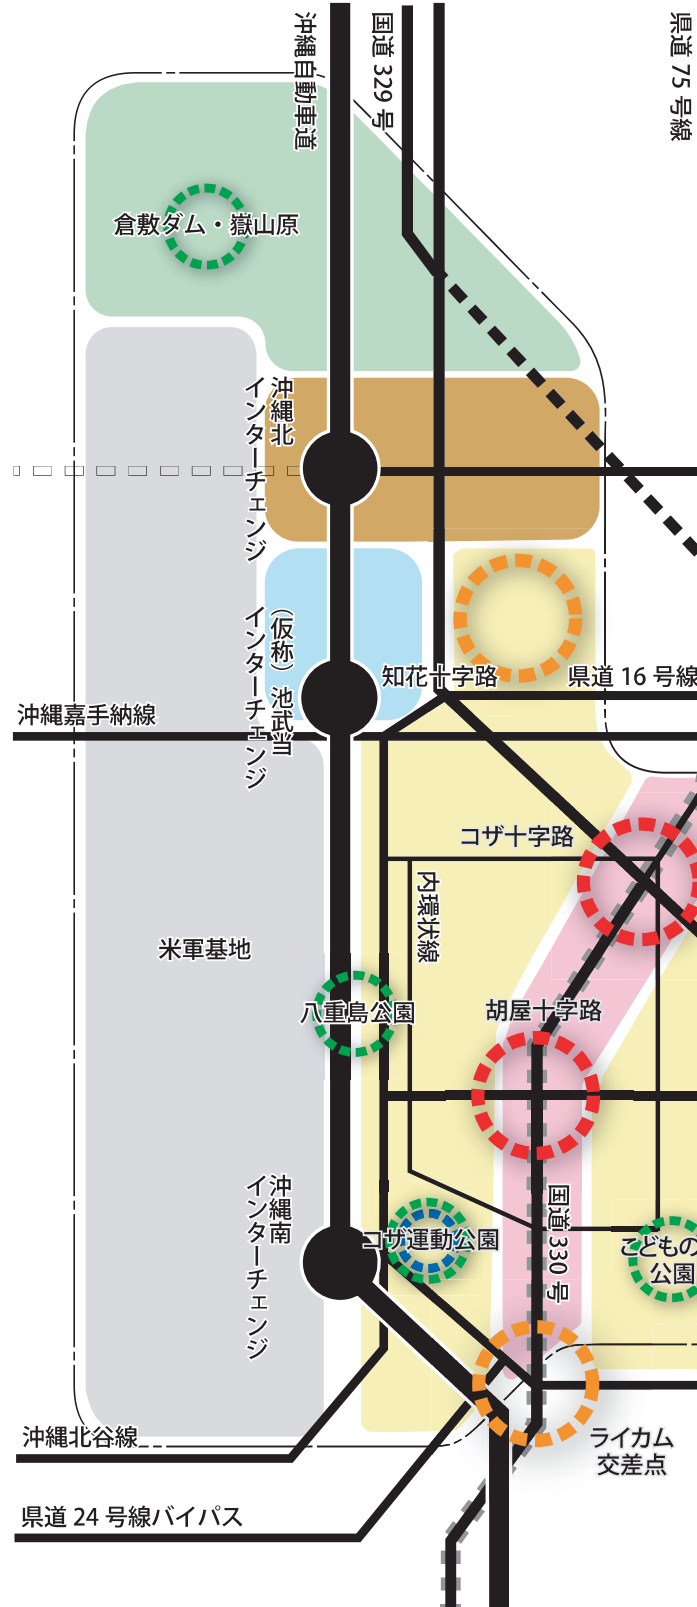 沖縄自動車道
国道 329 号
県道 75 号線
倉敷ダム・嶽山原
沖縄北
インターチェンジ
(仮称)池武当
インターチェンジ
知花十字路
県道 16 号線
沖縄嘉手納線
コザ十字路
内環状線
米軍基地
八重島公園
胡屋十字路
沖縄南
インターチェンジ
国道 330 号
コザ運動公園
こどもの
公園
沖縄北谷線
ライカム
交差点
県道 24 号線バイパス